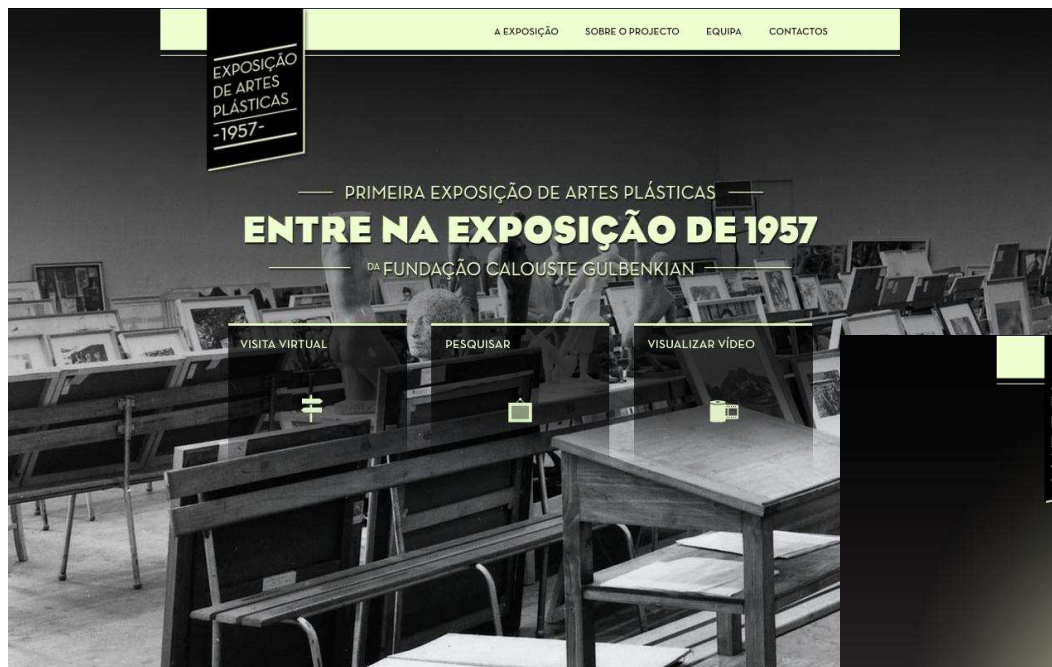 A EXPOSIÇÃO SOBRE O PROJECTO EQUIPA CONTACTOS
EXPOSIÇÃO
DE ARTES
PLÁSTICAS
-1957-
PRIMEIRA EXPOSIÇÃO DE ARTES PLÁSTICAS
ENTRE NA EXPOSIÇÃO DE 1957
DA FUNDAÇÃO CALOUSTE GULBENKIAN
VISITA VIRTUAL
PESQUISAR
VISUALIZAR VÍDEO